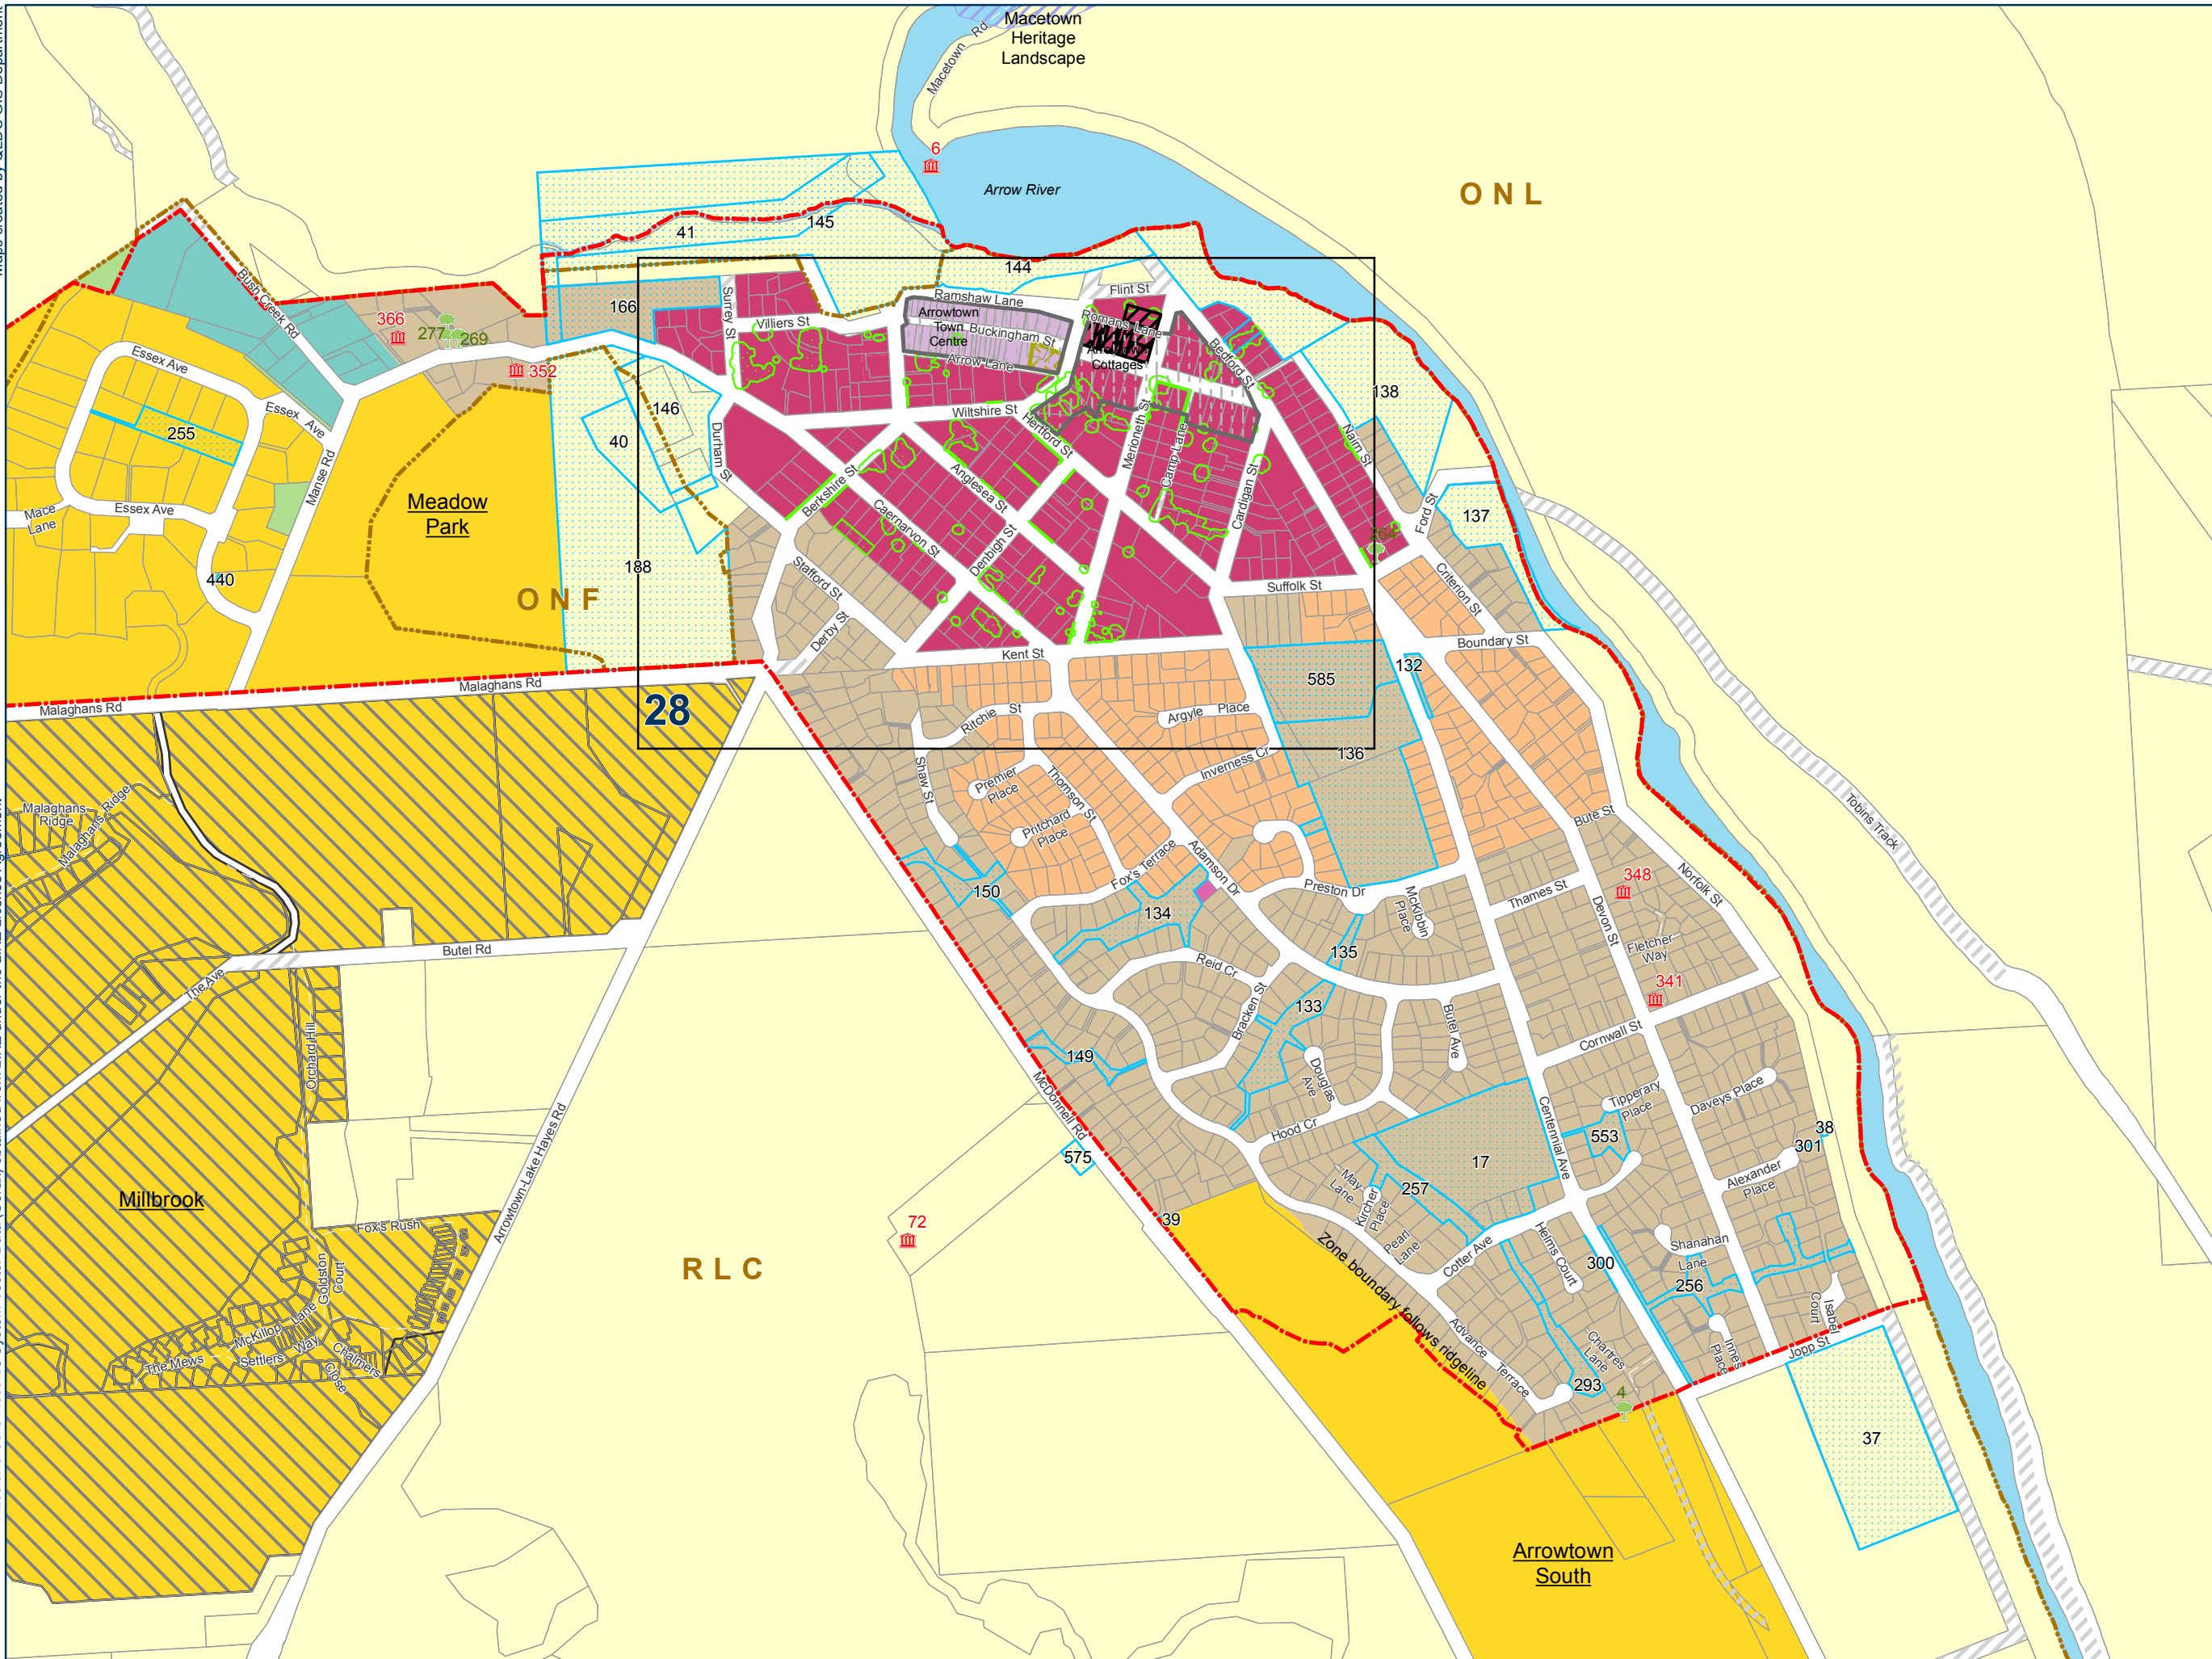 Macetown
Heritage
Landscape
Macetown Rd
6
Arrow River
O N L
145
41
144
Bush Creek Rd
166
366
277
269
352
Surrey St
Villiers St
Ramshaw Lane
Arrowtown
Town
Centre
Buckingham St
Arrow Lane
Flint St
Romans Lane
Arrowtown
Cottages
Bedford St
138
Essex Ave
Essex Ave
255
146
40
Durham St
Wiltshire St
Hertford St
Merioneth St
Camp Lane
Nairn St
Cardigan St
Manse Rd
Mace
Lane
Essex Ave
Meadow
Park
Berkshire St
Anglesea St
Caernarvon St
Denbigh St
Ford St
137
264
440
188
O N F
Stafford St
Derby St
Suffolk St
Criterion St
Boundary St
Kent St
132
585
Malaghans Rd
Malaghans Rd
28
Ritchie St
Argyle Place
136
Inverness Cr
Shaw St
Premier
Place
Thomson St
Pritchard
Place
Malaghans
Ridge
Malaghans Ridge
Tobins Track
Bute St
Fox's Terrace
Adamson Dr
Preston Dr
McKibbin
Place
Thames St
348
Norfolk St
150
134
Devon St
Fletcher
Way
135
Butel Rd
The Ave
Reid Cr
Bracken St
133
341
Orchard Hill
149
Butel Ave
Cornwall St
McDonnell Rd
Douglas
Ave
Tipperary
Place
Daveys Place
Centennial Ave
Hood Cr
575
553
38
301
17
Millbrook
Arrowtown-Lake Hayes Rd
May
Lane
Kircher
Place
257
Alexander
Place
Fox's Rush
72
39
Pearl
Lane
Cotter Ave
Helms Court
Shanahan
Lane
R L C
Goldston
Court
300
256
Zone boundary follows ridgeline
Isabel
Court
McKillop Lane
The Mews
Settlers Way
Chalmers
Close
Advance Terrace
Chartres
Lane
Innes
Place
Jopp St
293
4
37
Arrowtown
South